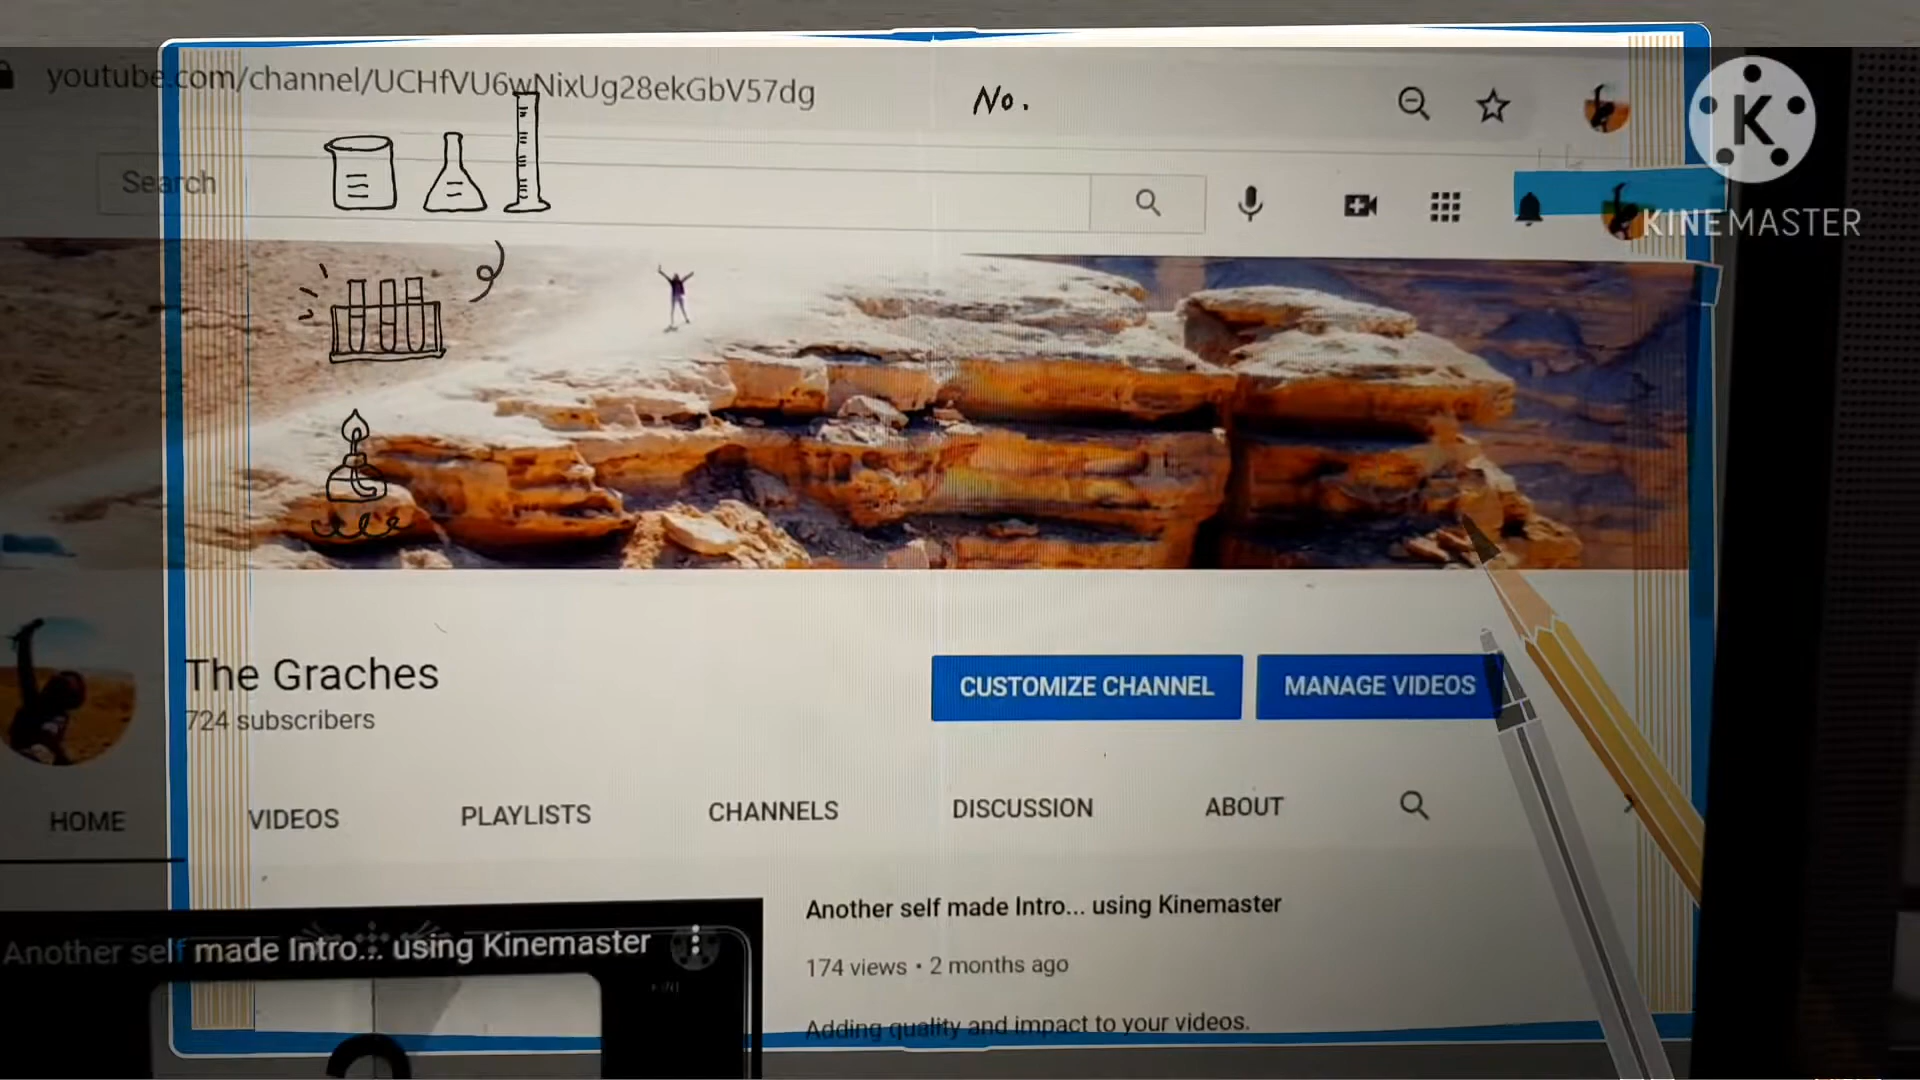 youtube.com/channel/UCHfVU6wNixUg28ekGbV57dg
No.
K
KINEMASTER
Search
The Graches
724 subscribers
CUSTOMIZE CHANNEL
MANAGE VIDEOS
HOME
VIDEOS
PLAYLISTS
CHANNELS
DISCUSSION
ABOUT
Another self made Intro... using Kinemaster
Another self made Intro... using Kinemaster
174 views • 2 months ago
Adding quality and impact to your videos.